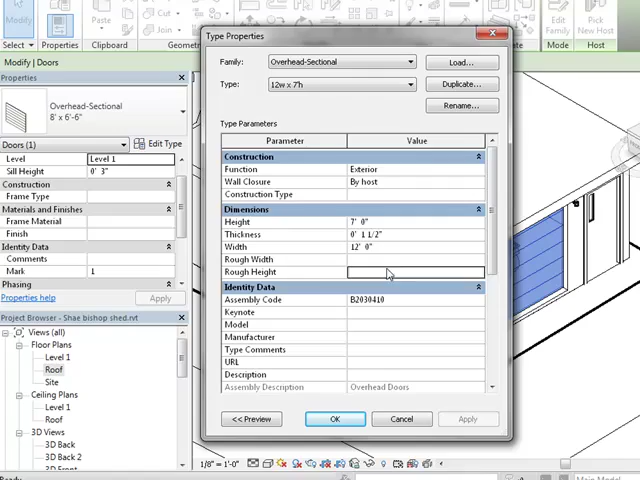 Modify
Select
Properties
Paste
Clipboard
Cut
Join
Geom
Edit
Family
Mode
Pick
New Host
Host
Modify | Doors
Properties
Overhead-Sectional
8' x 6'-6"
Doors (1)
Edit Type
Level
Level 1
Sill Height
0' 3"
Construction
Frame Type
Materials and Finishes
Frame Material
Finish
Identity Data
Comments
Mark
1
Phasing
Properties help
Apply
Project Browser - Shae bishop shed.rvt
Views (all)
Floor Plans
Level 1
Roof
Site
Ceiling Plans
Level 1
Roof
3D Views
3D Back
3D Back 2
3D Front
Type Properties
Family:
Overhead-Sectional
Load...
Type:
12w x 7'h
Duplicate...
Rename...
Type Parameters
Parameter
Value
Construction
Function
Exterior
Wall Closure
By host
Construction Type
Dimensions
Height
7' 0"
Thickness
0' 1 1/2"
Width
12' 0"
Rough Width
Rough Height
Identity Data
Assembly Code
B2030410
Keynote
Model
Manufacturer
Type Comments
URL
Description
Assembly Description
Overhead Doors
<< Preview
OK
Cancel
Apply
1/8" = 1'-0"
Main Model